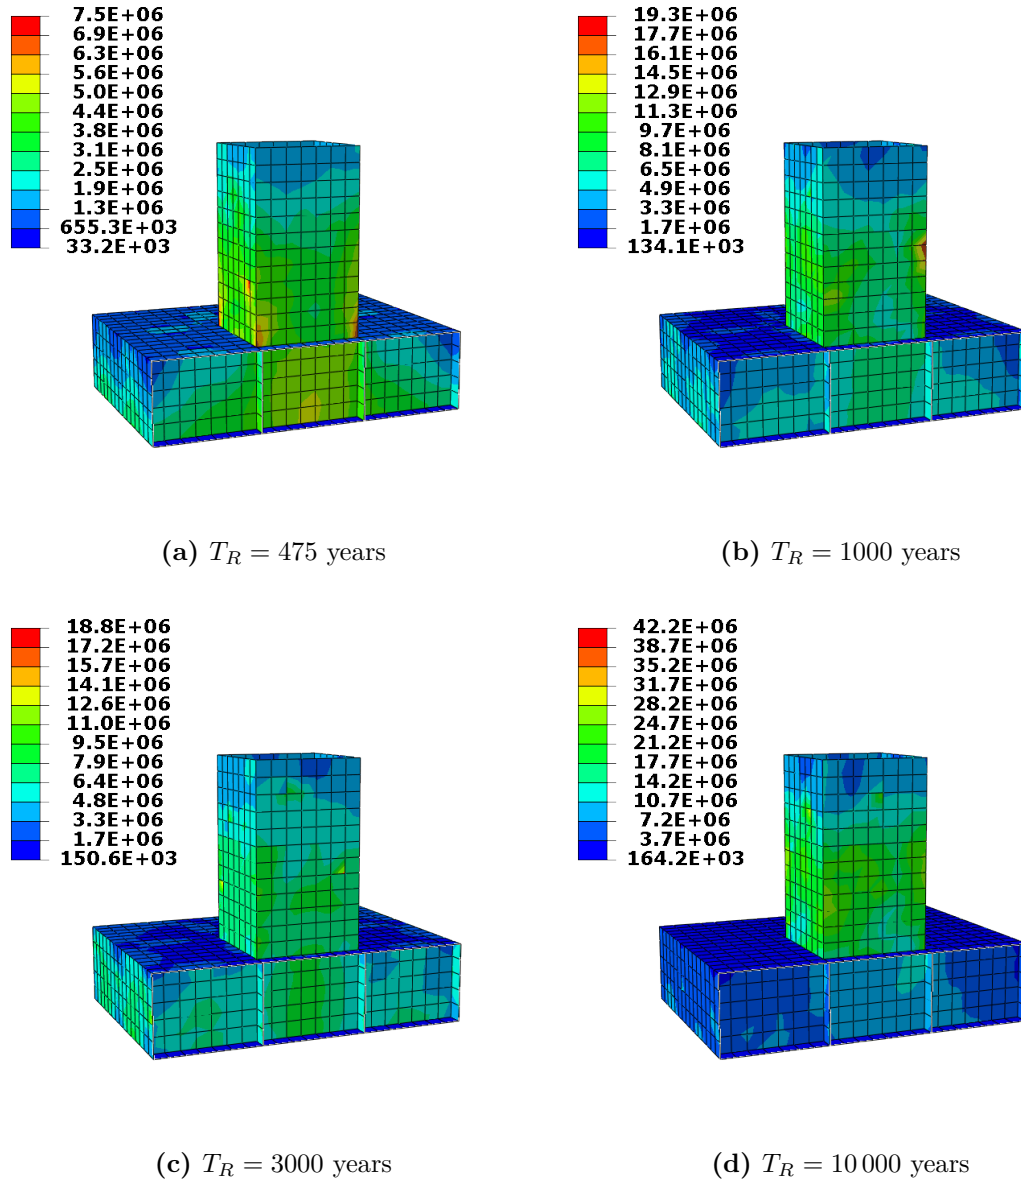 7.5E+06
6.9E+06
6.3E+06
5.6E+06
5.0E+06
4.4E+06
3.8E+06
3.1E+06
2.5E+06
1.9E+06
1.3E+06
655.3E+03
33.2E+03
(a) T_R = 475 years
19.3E+06
17.7E+06
16.1E+06
14.5E+06
12.9E+06
11.3E+06
9.7E+06
8.1E+06
6.5E+06
4.9E+06
3.3E+06
1.7E+06
134.1E+03
(b) T_R = 1000 years
18.8E+06
17.2E+06
15.7E+06
14.1E+06
12.6E+06
11.0E+06
9.5E+06
7.9E+06
6.4E+06
4.8E+06
3.3E+06
1.7E+06
150.6E+03
(c) T_R = 3000 years
42.2E+06
38.7E+06
35.2E+06
31.7E+06
28.2E+06
24.7E+06
21.2E+06
17.7E+06
14.2E+06
10.7E+06
7.2E+06
3.7E+06
164.2E+03
(d) T_R = 10 000 years